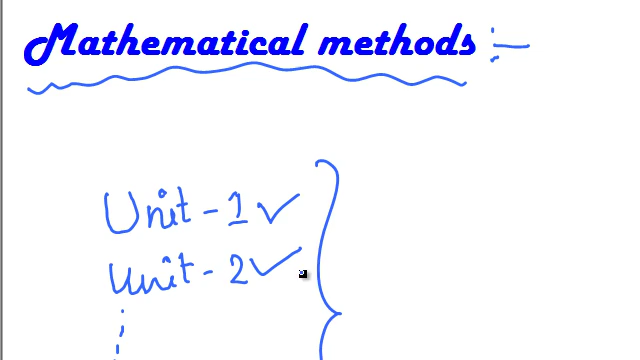 Mathematical methods :-
Unit - 1 ✓
Unit - 2 ✓